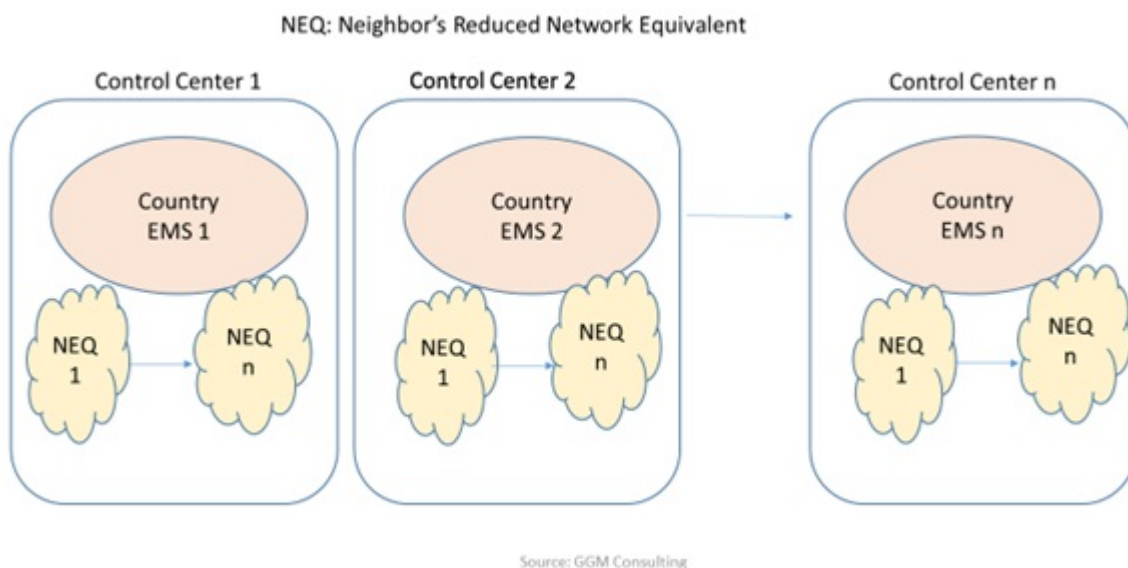 NEQ: Neighbor's Reduced Network Equivalent
Control Center 1
Control Center 2
Control Center n
Country
EMS 1
Country
EMS 2
Country
EMS n
NEQ
1
NEQ
n
NEQ
1
NEQ
n
NEQ
1
NEQ
n
Source: GGM Consulting